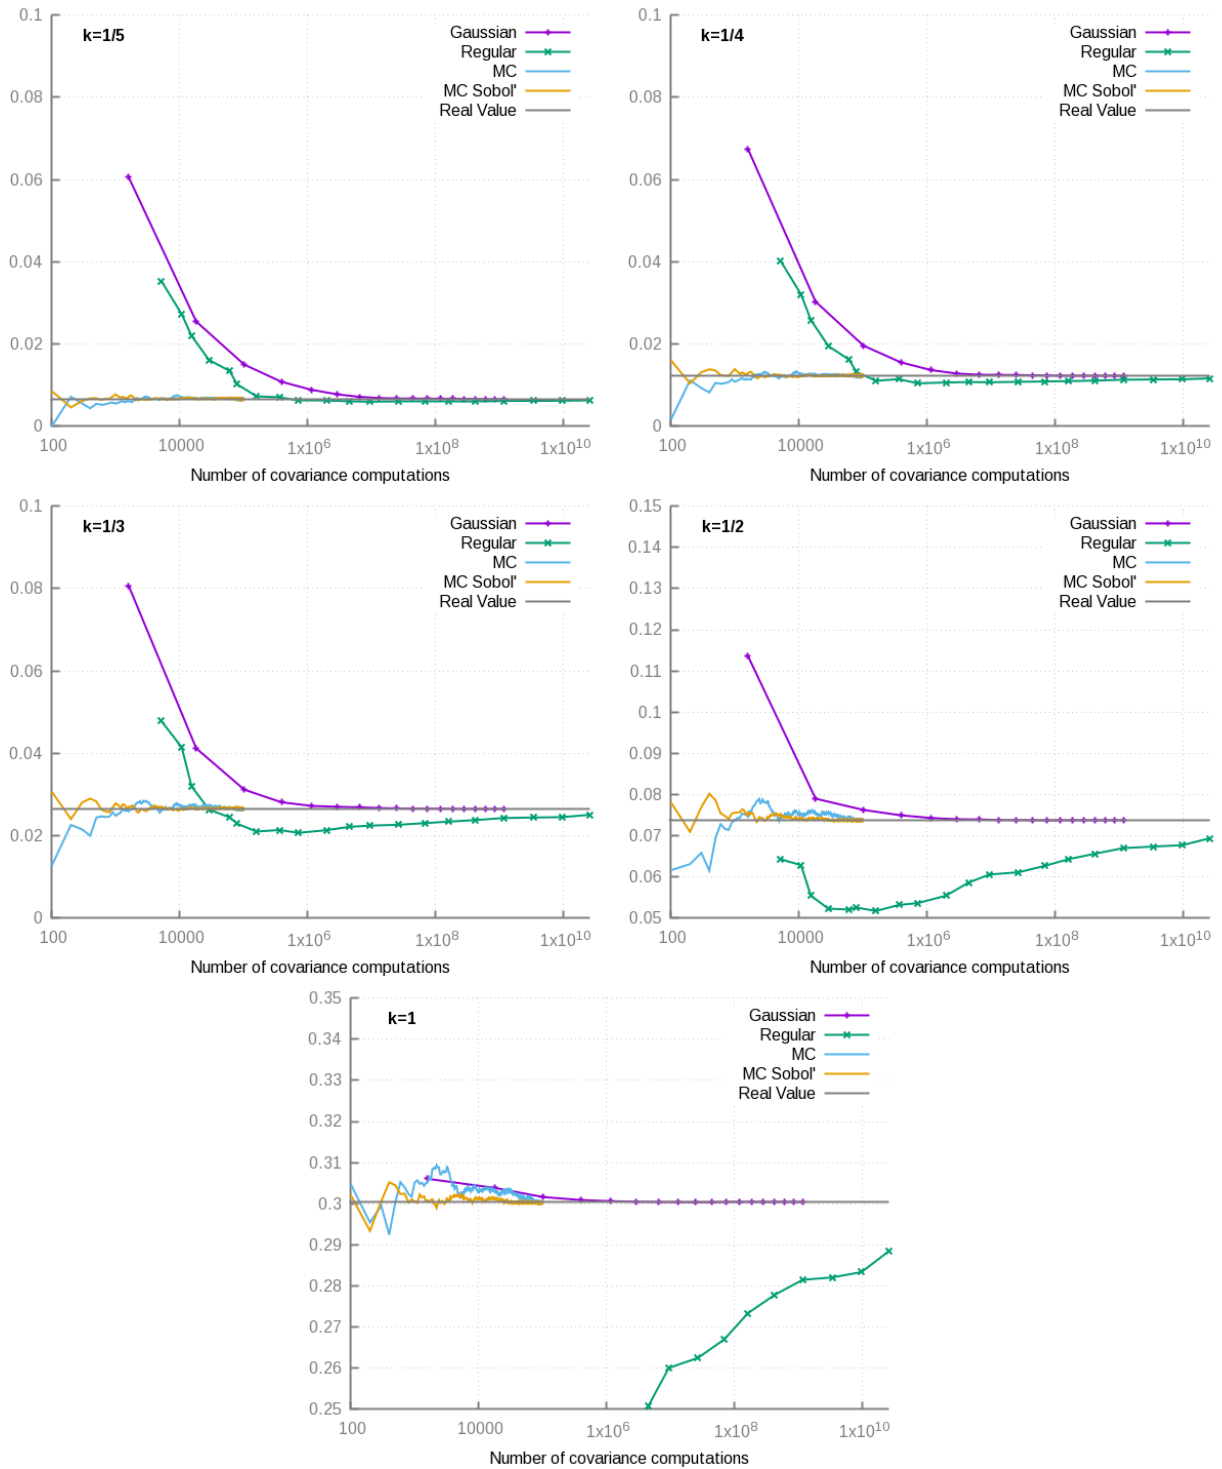 k=1/5
Gaussian
Regular
MC
MC Sobol'
Real Value
0.1
0.08
0.06
0.04
0.02
0
100
10000
1x10^6
1x10^8
1x10^10
Number of covariance computations
k=1/4
Gaussian
Regular
MC
MC Sobol'
Real Value
0.1
0.08
0.06
0.04
0.02
0
100
10000
1x10^6
1x10^8
1x10^10
Number of covariance computations
k=1/3
Gaussian
Regular
MC
MC Sobol'
Real Value
0.1
0.08
0.06
0.04
0.02
0
100
10000
1x10^6
1x10^8
1x10^10
Number of covariance computations
k=1/2
Gaussian
Regular
MC
MC Sobol'
Real Value
0.15
0.14
0.13
0.12
0.11
0.1
0.09
0.08
0.07
0.06
0.05
100
10000
1x10^6
1x10^8
1x10^10
Number of covariance computations
k=1
Gaussian
Regular
MC
MC Sobol'
Real Value
0.35
0.34
0.33
0.32
0.31
0.3
0.29
0.28
0.27
0.26
0.25
100
10000
1x10^6
1x10^8
1x10^10
Number of covariance computations